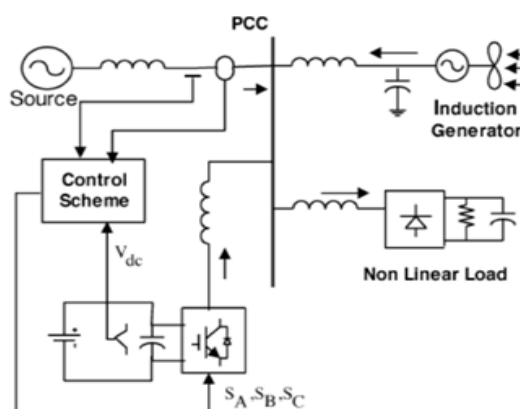 PCC
Source
Induction
Generator
Control
Scheme
Vdc
Non Linear Load
SA,SB,SC